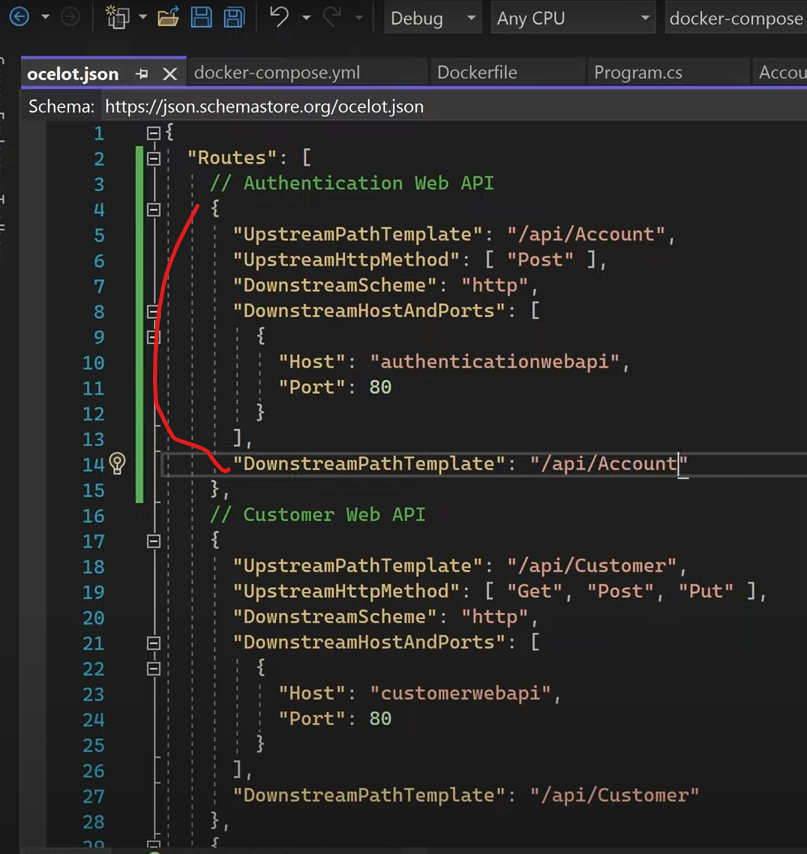 Debug Any CPU docker-compose
ocelot.json docker-compose.yml Dockerfile Program.cs Accou
Schema: https://json.schemastore.org/ocelot.json
1 {
2 "Routes": [
3 // Authentication Web API
4 {
5 "UpstreamPathTemplate": "/api/Account",
6 "UpstreamHttpMethod": [ "Post" ],
7 "DownstreamScheme": "http",
8 "DownstreamHostAndPorts": [
9 {
10 "Host": "authenticationwebapi",
11 "Port": 80
12 }
13 ],
14 "DownstreamPathTemplate": "/api/Account"
15 },
16 // Customer Web API
17 {
18 "UpstreamPathTemplate": "/api/Customer",
19 "UpstreamHttpMethod": [ "Get", "Post", "Put" ],
20 "DownstreamScheme": "http",
21 "DownstreamHostAndPorts": [
22 {
23 "Host": "customerwebapi",
24 "Port": 80
25 }
26 ],
27 "DownstreamPathTemplate": "/api/Customer"
28 },
29 {